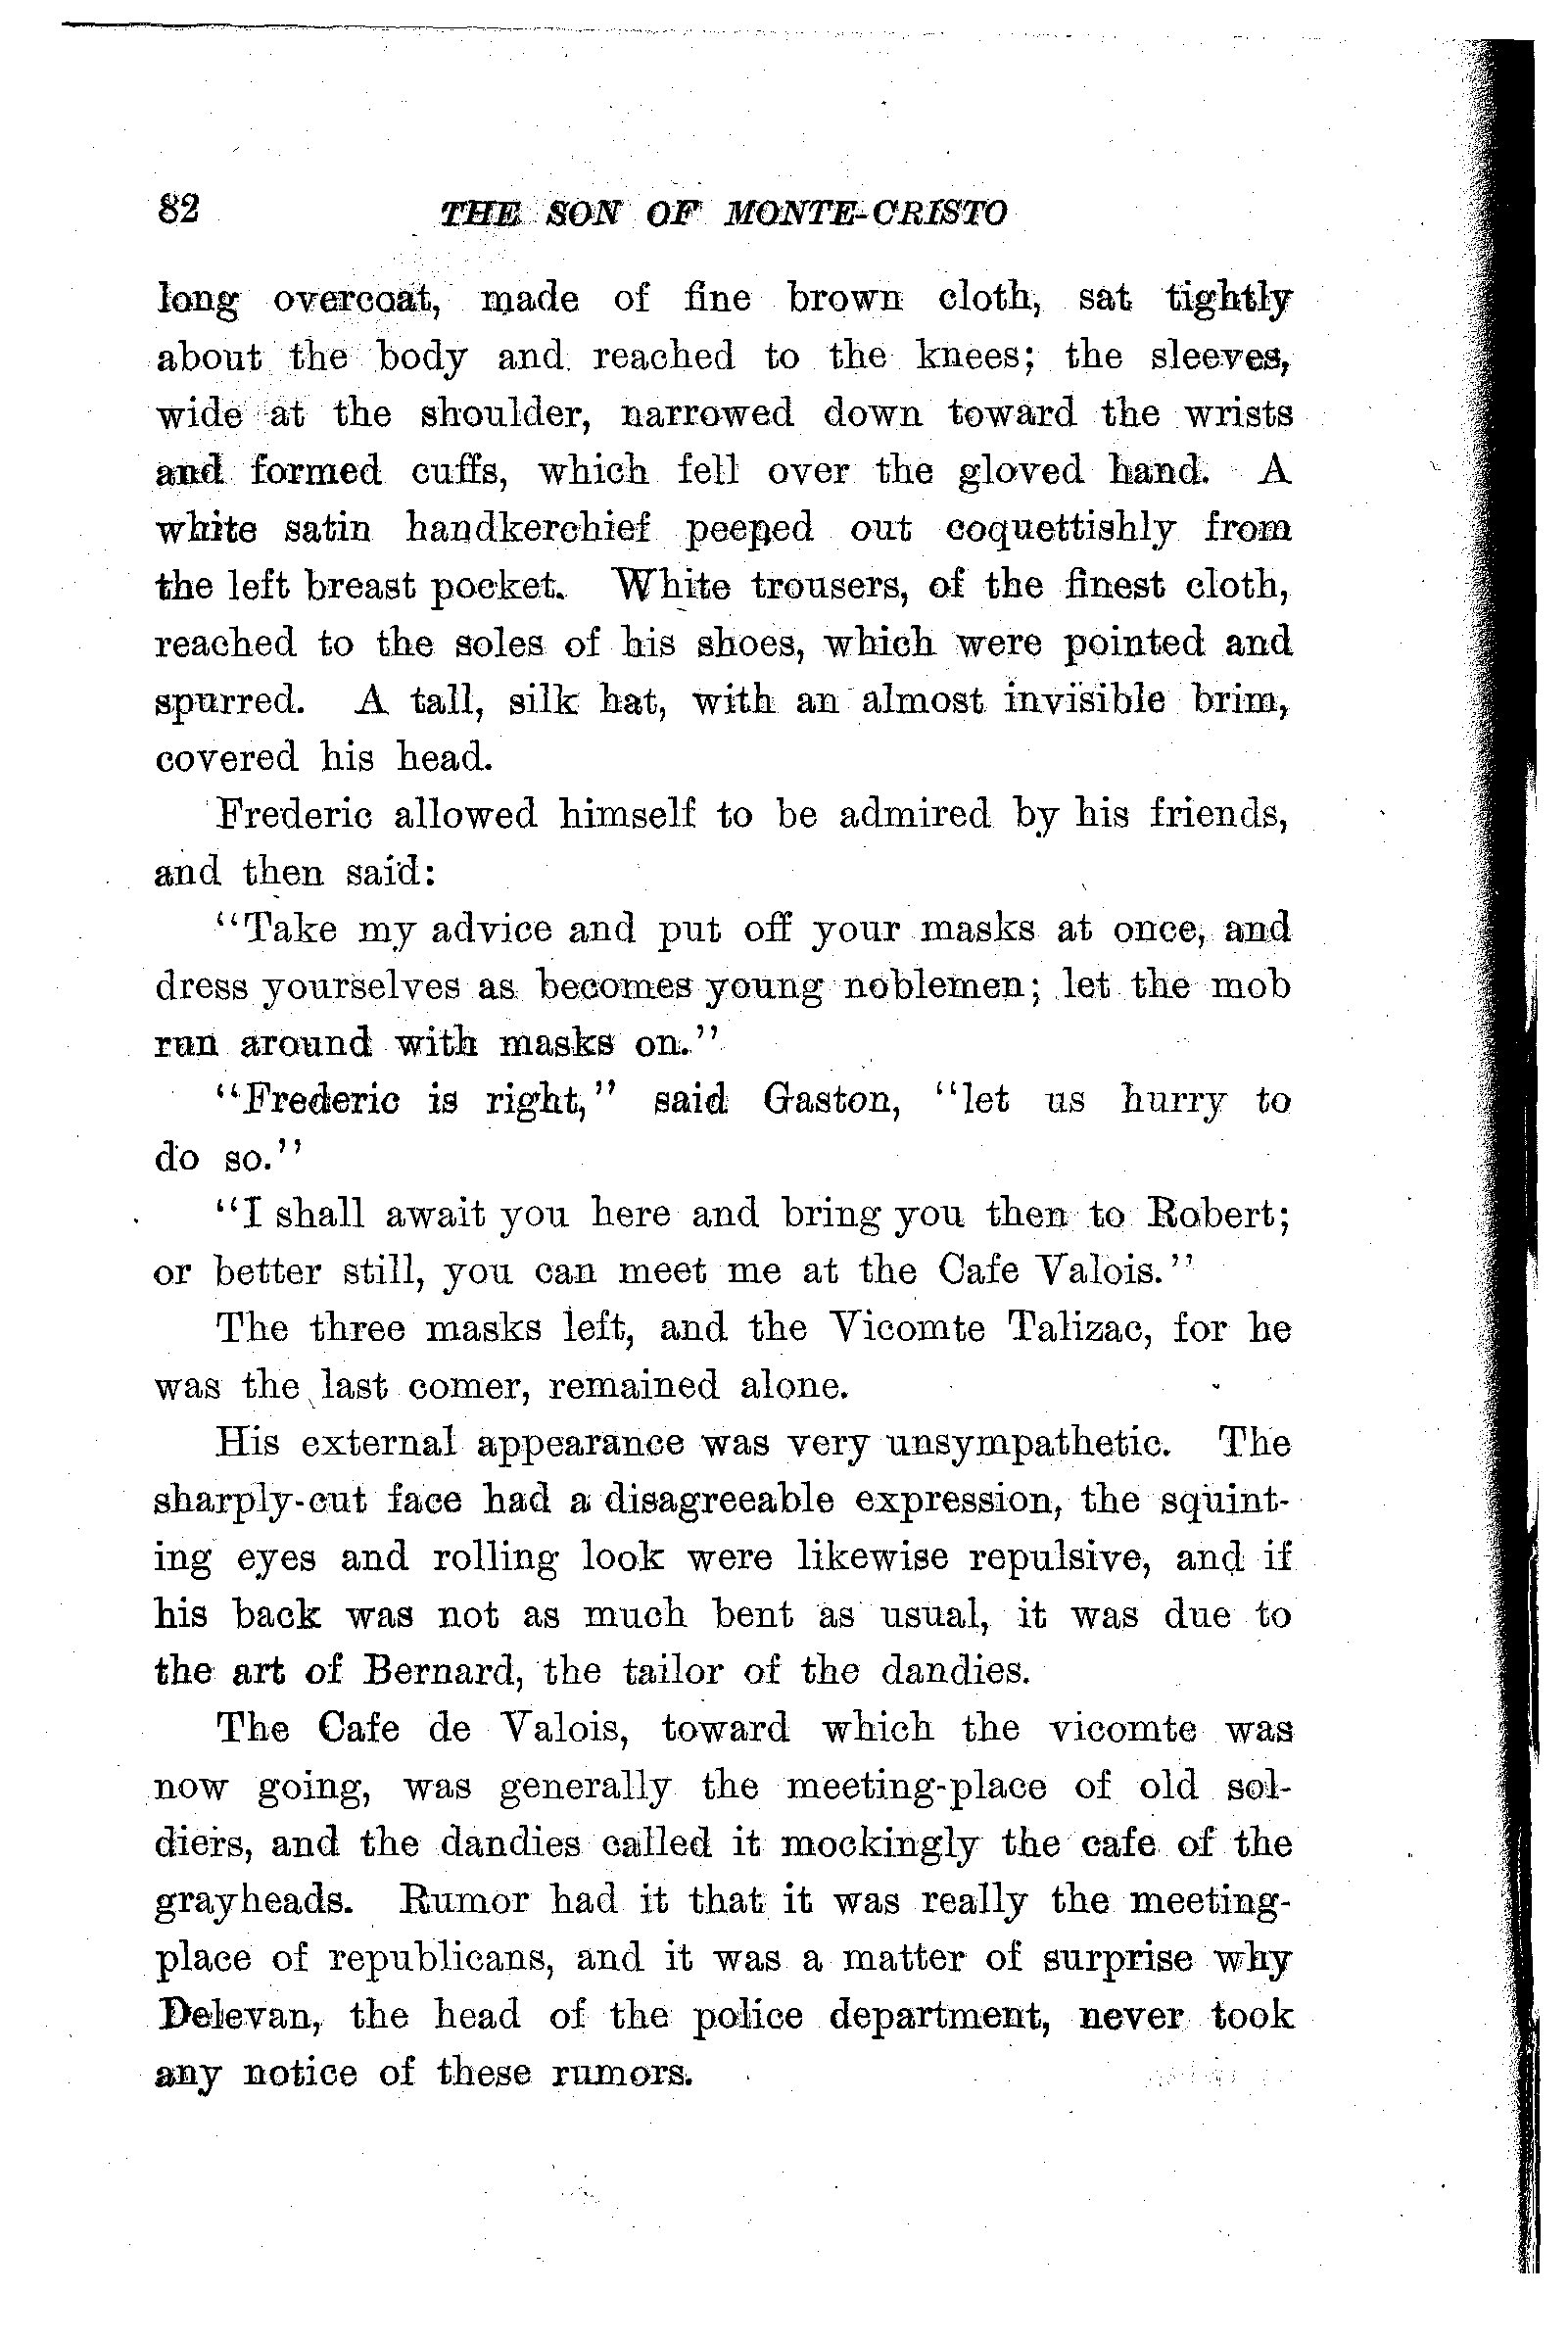 82 THE SON OF MONTE-CRISTO
long overcoat, made of fine brown cloth, sat tightly
about the body and reached to the knees; the sleeves,
wide at the shoulder, narrowed down toward the wrists
and formed cuffs, which fell over the gloved hand. A
white satin handkerchief peeped out coquettishly from
the left breast pocket. White trousers, of the finest cloth,
reached to the soles of his shoes, which were pointed and
spurred. A tall, silk hat, with an almost invisible brim,
covered his head.
Frederic allowed himself to be admired by his friends,
and then said:
"Take my advice and put off your masks at once, and
dress yourselves as becomes young noblemen; let the mob
run around with masks on."
"Frederic is right," said Gaston, "let us hurry to
do so."
"I shall await you here and bring you then to Robert;
or better still, you can meet me at the Cafe Valois."
The three masks left, and the Vicomte Talizac, for he
was the last comer, remained alone.
His external appearance was very unsympathetic. The
sharply-cut face had a disagreeable expression, the squint-
ing eyes and rolling look were likewise repulsive, and if
his back was not as much bent as usual, it was due to
the art of Bernard, the tailor of the dandies.
The Cafe de Valois, toward which the vicomte was
now going, was generally the meeting-place of old sol-
diers, and the dandies called it mockingly the cafe of the
grayheads. Rumor had it that it was really the meeting-
place of republicans, and it was a matter of surprise why
Delevan, the head of the police department, never took
any notice of these rumors.